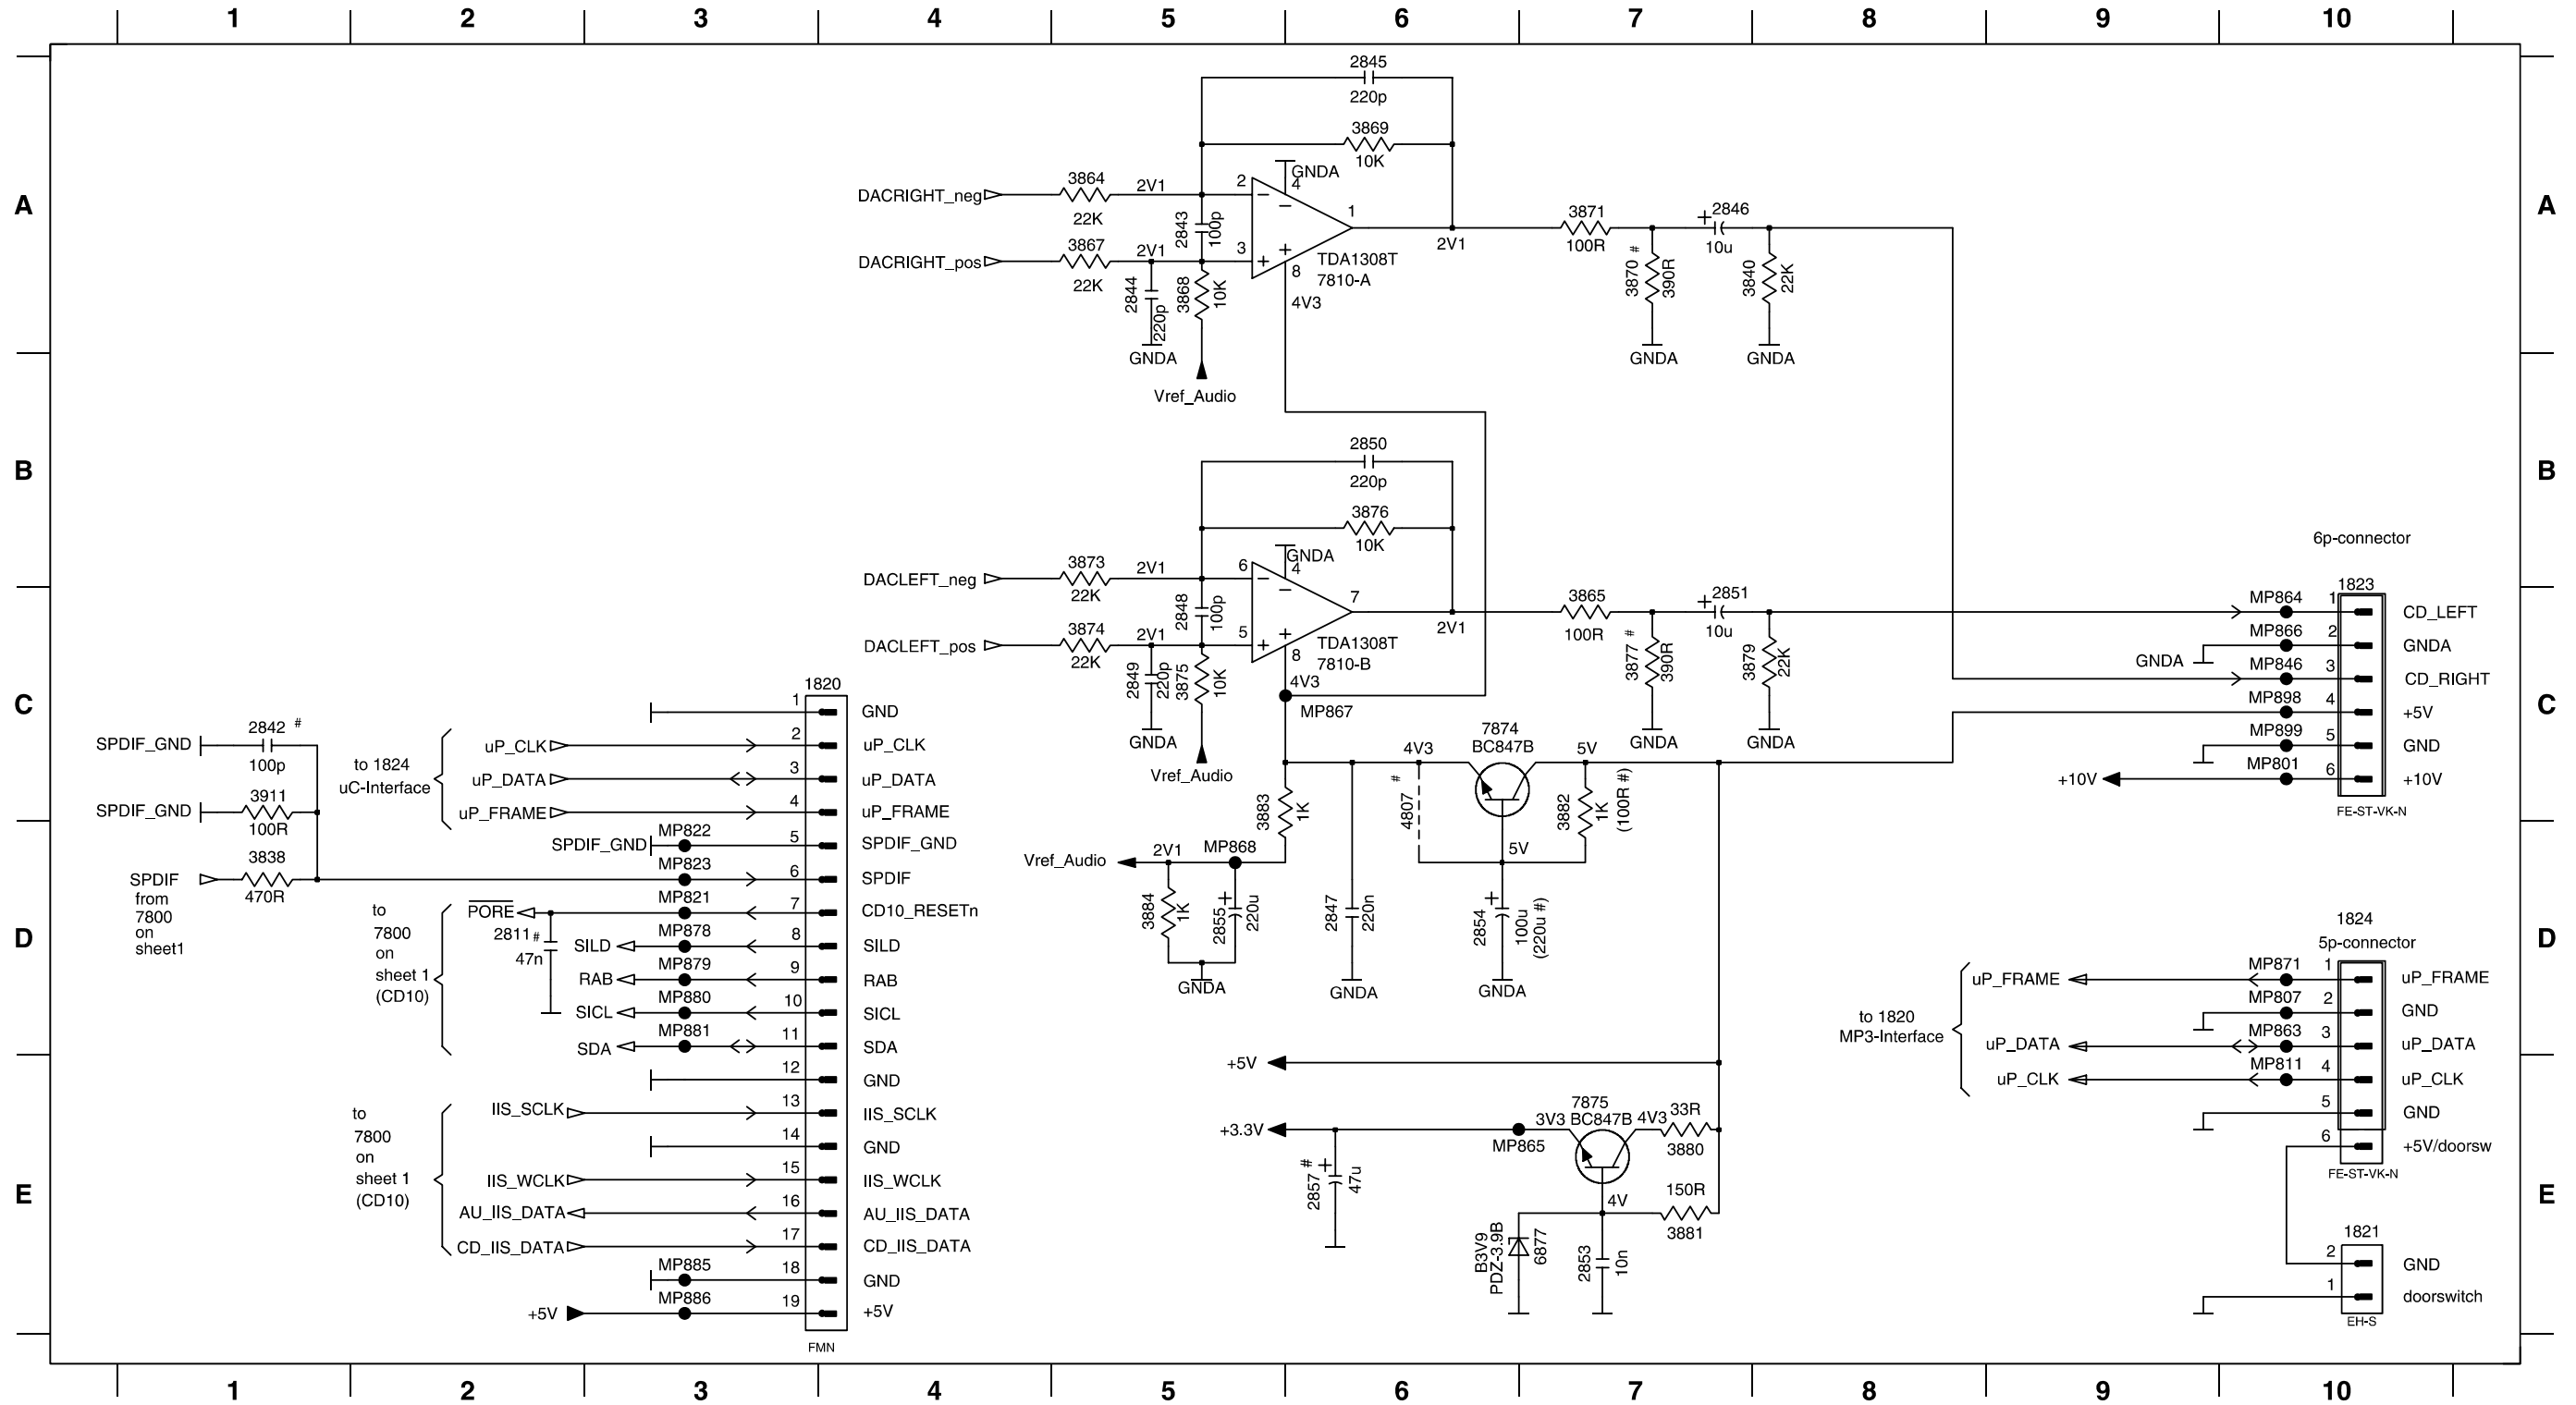 1 2 3 4 5 6 7 8 9 10
A
B
C
D
E
A
B
C
D
E
2845
220p
3869
10K
GNDA
4
DACRIGHT_neg
3864
22K
2V1
2
2843
100p
1
DACRIGHT_pos
3867
22K
2V1
3
8
TDA1308T
7810-A
4V3
2844
220p
GNDA
3868
10K
Vref_Audio
2V1
3871
100R
2846
10u
3870 #
390R
GNDA
3840
22K
GNDA
2850
220p
3876
10K
GNDA
4
DACLEFT_neg
3873
22K
2V1
6
2848
100p
7
DACLEFT_pos
3874
22K
2V1
5
8
TDA1308T
7810-B
4V3
MP867
2849
220p
GNDA
3875
10K
Vref_Audio
2V1
3865
100R
2851
10u
3877 #
390R
GNDA
3879
22K
GNDA
6p-connector
1823
MP864 1 CD_LEFT
MP866 2 GNDA
GNDA
MP846 3 CD_RIGHT
MP898 4 +5V
MP899 5 GND
+10V MP801 6 +10V
FE-ST-VK-N
SPDIF_GND
2842 #
100p
SPDIF_GND
3911
100R
SPDIF
from
7800
on
sheet1
3838
470R
to 1824
uC-Interface
1820
1 GND
uP_CLK 2 uP_CLK
uP_DATA 3 uP_DATA
uP_FRAME 4 uP_FRAME
SPDIF_GND MP822 5 SPDIF_GND
MP823 6 SPDIF
to
7800
on
sheet 1
(CD10)
PORE MP821 7 CD10_RESETn
2811 #
47n
SILD MP878 8 SILD
RAB MP879 9 RAB
SICL MP880 10 SICL
SDA MP881 11 SDA
12 GND
to
7800
on
sheet 1
(CD10)
IIS_SCLK 13 IIS_SCLK
14 GND
IIS_WCLK 15 IIS_WCLK
AU_IIS_DATA 16 AU_IIS_DATA
CD_IIS_DATA 17 CD_IIS_DATA
MP885 18 GND
+5V MP886 19 +5V
FMN
4V3
7874
BC847B
5V
3883
1K
# 4807
3882
1K
(100R #)
Vref_Audio
2V1
MP868
5V
3884
1K
2855
220u
GNDA
2847
220n
GNDA
2854
100u
(220u #)
GNDA
+5V
+3.3V
MP865
3V3
7875
BC847B
4V3
33R
3880
2857 #
47u
4V
150R
3881
B3V9
PDZ-3.9B
6877
2853
10n
to 1820
MP3-Interface
1824
5p-connector
uP_FRAME MP871 1 uP_FRAME
MP807 2 GND
uP_DATA MP863 3 uP_DATA
uP_CLK MP811 4 uP_CLK
5 GND
6 +5V/doorsw
FE-ST-VK-N
1821
2 GND
1 doorswitch
EH-S
1 2 3 4 5 6 7 8 9 10